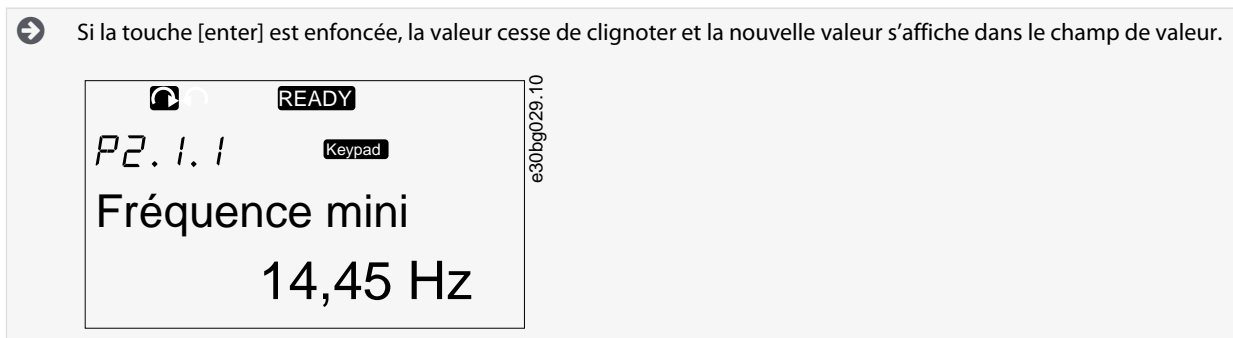 Si la touche [enter] est enfoncée, la valeur cesse de clignoter et la nouvelle valeur s’affiche dans le champ de valeur.
READY
P2.1.1
Keypad
Fréquence mini
14,45 Hz
e30bg029.10